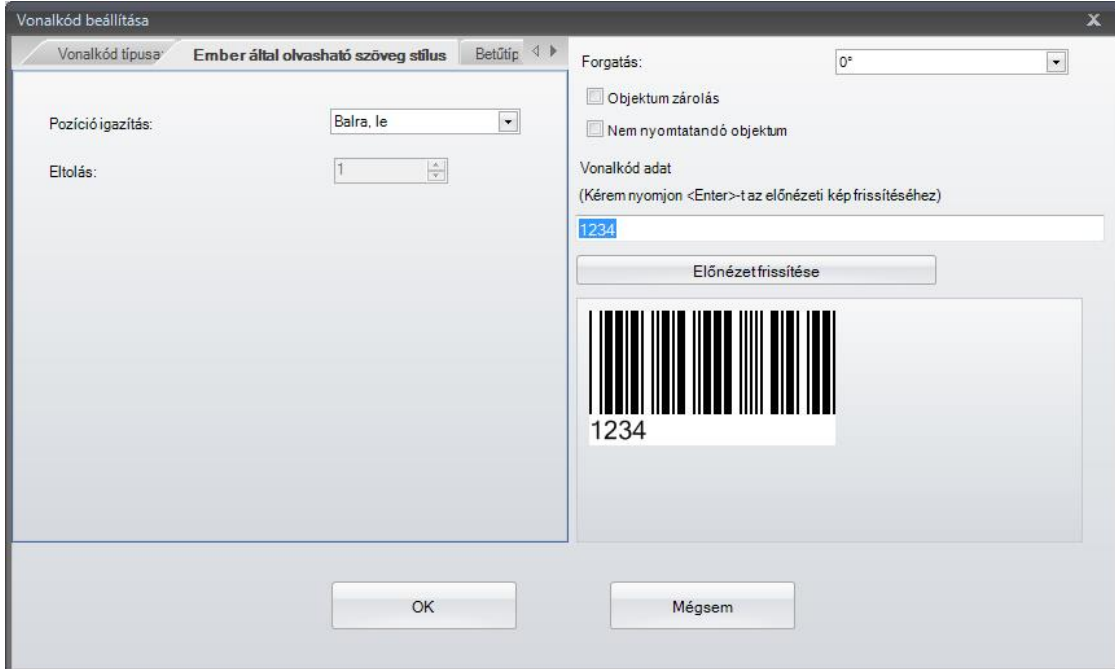 Vonalkód beállítása
X
Vonalkód típusa:
Ember által olvasható szöveg stílus
Betűtíp
Pozíció igazítás:
Balra, le
Eltolás:
1
Forgatás:
0°
Objektum zárolás
Nem nyomtatandó objektum
Vonalkód adat
(Kérem nyomjon <Enter>-t az előnézeti kép frissítéséhez)
1234
Előnézet frissítése
1234
OK
Mégsem